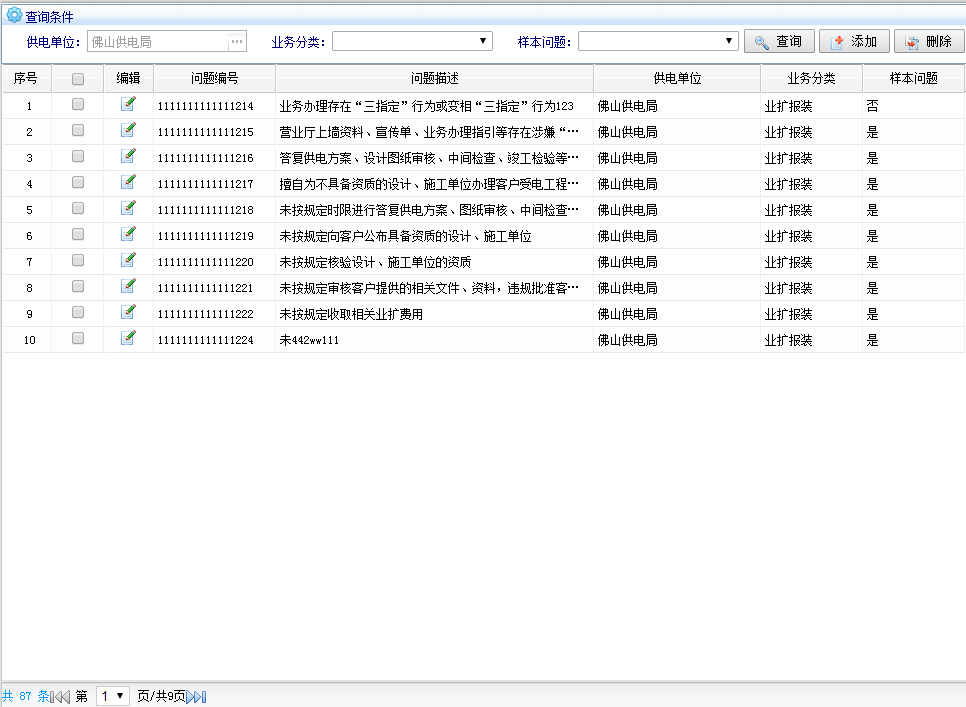 查询条件
供电单位: 佛山供电局 … 业务分类: 样本问题: 查询 添加 删除
序号 编辑 问题编号 问题描述 供电单位 业务分类 样本问题
1 1111111111111214 业务办理存在“三指定”行为或变相“三指定”行为123 佛山供电局 业扩报装 否
2 1111111111111215 营业厅上墙资料、宣传单、业务办理指引等存在涉嫌“… 佛山供电局 业扩报装 是
3 1111111111111216 答复供电方案、设计图纸审核、中间检查、竣工检验等… 佛山供电局 业扩报装 是
4 1111111111111217 擅自为不具备资质的设计、施工单位办理客户受电工程… 佛山供电局 业扩报装 是
5 1111111111111218 未按规定时限进行答复供电方案、图纸审核、中间检查… 佛山供电局 业扩报装 是
6 1111111111111219 未按规定向客户公布具备资质的设计、施工单位 佛山供电局 业扩报装 是
7 1111111111111220 未按规定核验设计、施工单位的资质 佛山供电局 业扩报装 是
8 1111111111111221 未按规定审核客户提供的相关文件、资料，违规批准客… 佛山供电局 业扩报装 是
9 1111111111111222 未按规定收取相关业扩费用 佛山供电局 业扩报装 是
10 1111111111111224 未442ww111 佛山供电局 业扩报装 是
共 87 条 第 1 页/共9页